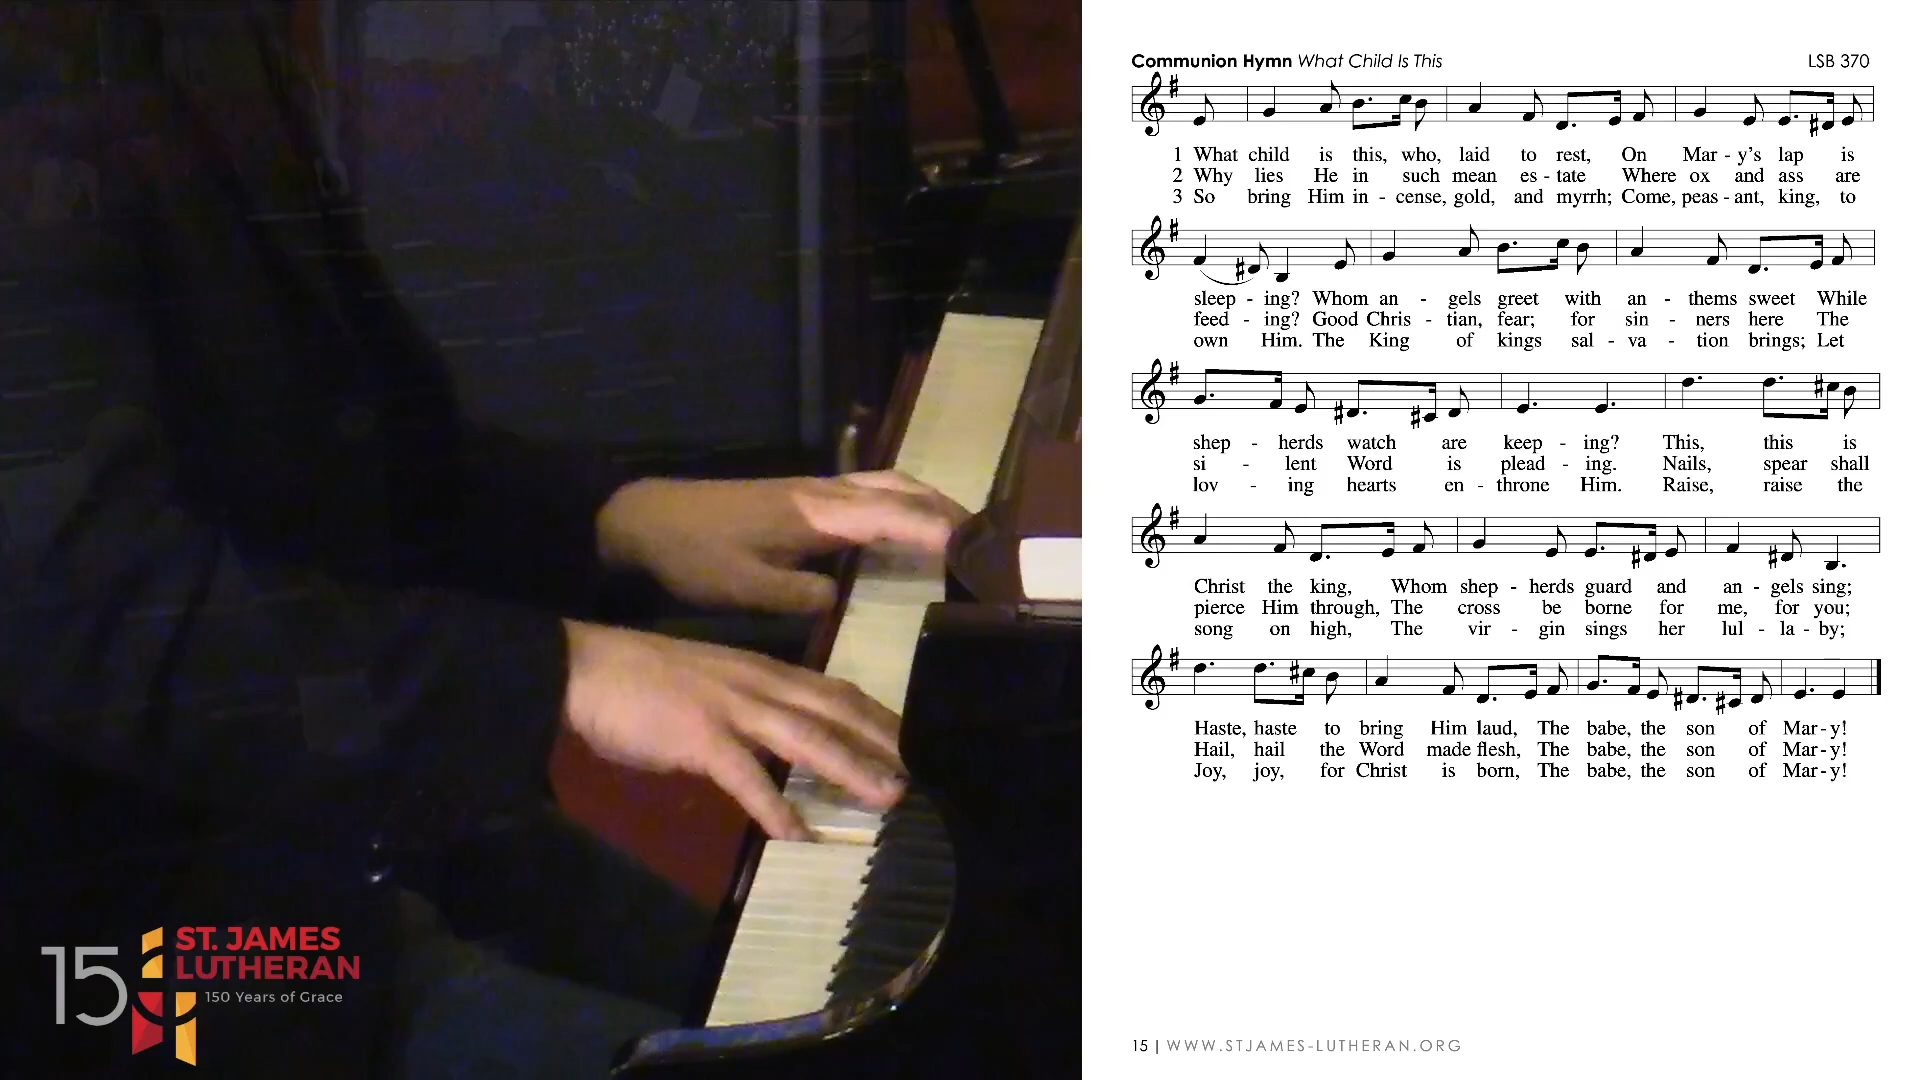 Communion Hymn What Child Is This LSB 370
1 What child is this, who, laid to rest, On Mar - y's lap is
2 Why lies He in such mean es - tate Where ox and ass are
3 So bring Him in - cense, gold, and myrrh; Come, peas - ant, king, to
sleep - ing? Whom an - gels greet with an - thems sweet While
feed - ing? Good Chris - tian, fear; for sin - ners here The
own Him. The King of kings sal - va - tion brings; Let
shep - herds watch are keep - ing? This, this is
si - lent Word is plead - ing. Nails, spear shall
lov - ing hearts en - throne Him. Raise, raise the
Christ the king, Whom shep - herds guard and an - gels sing;
pierce Him through, The cross be borne for me, for you;
song on high, The vir - gin sings her lul - la - by;
Haste, haste to bring Him laud, The babe, the son of Mar - y!
Hail, hail the Word made flesh, The babe, the son of Mar - y!
Joy, joy, for Christ is born, The babe, the son of Mar - y!
15 | WWW.STJAMES-LUTHERAN.ORG
150
ST. JAMES
LUTHERAN
150 Years of Grace